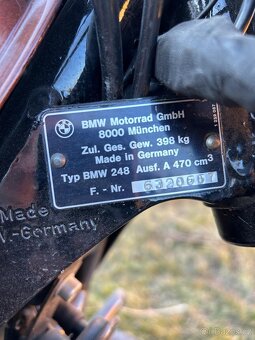 BMW Motorrad GmbH
8000 München
Zul. Ges. Gew. 398 kg
Made in Germany
Typ BMW 248 Ausf. A 470 cm³
F. - Nr.
Made
W.-Germany